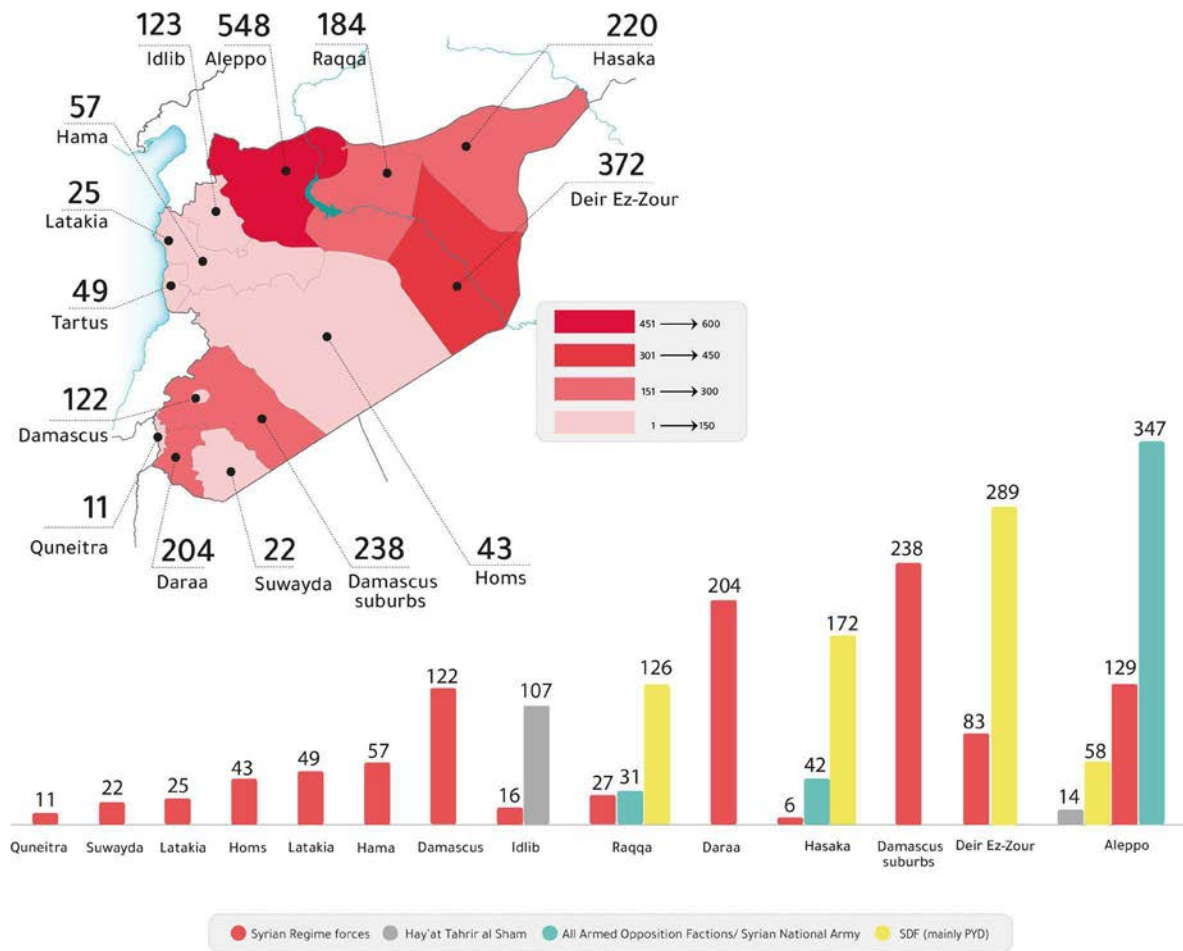 123
Idlib
548
Aleppo
184
Raqqa
220
Hasaka
57
Hama
372
Deir Ez-Zour
25
Latakia
49
Tartus
451 → 600
301 → 450
151 → 300
1 → 150
122
Damascus
11
Quneitra
204
Daraa
22
Suwayda
238
Damascus
suburbs
43
Homs
11
22
25
43
49
57
122
16
107
27
31
126
204
6
42
172
238
83
289
14
58
129
347
Quneitra
Suwayda
Latakia
Homs
Latakia
Hama
Damascus
Idlib
Raqqa
Daraa
Hasaka
Damascus
suburbs
Deir Ez-Zour
Aleppo
Syrian Regime forces
Hay'at Tahrir al Sham
All Armed Opposition Factions/ Syrian National Army
SDF (mainly PYD)